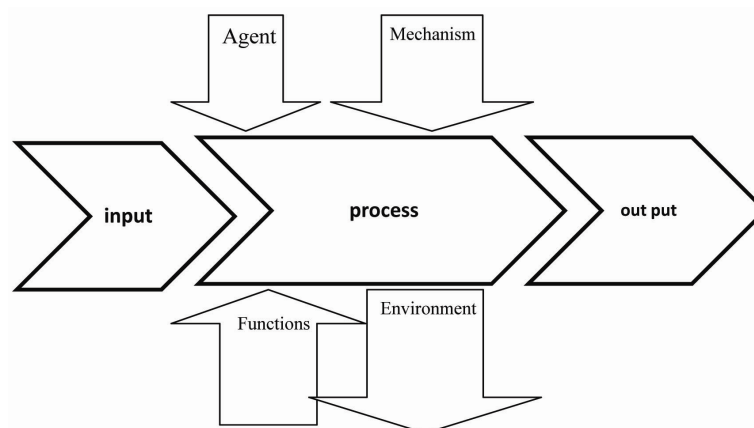 Agent
Mechanism
input
process
out put
Functions
Environment